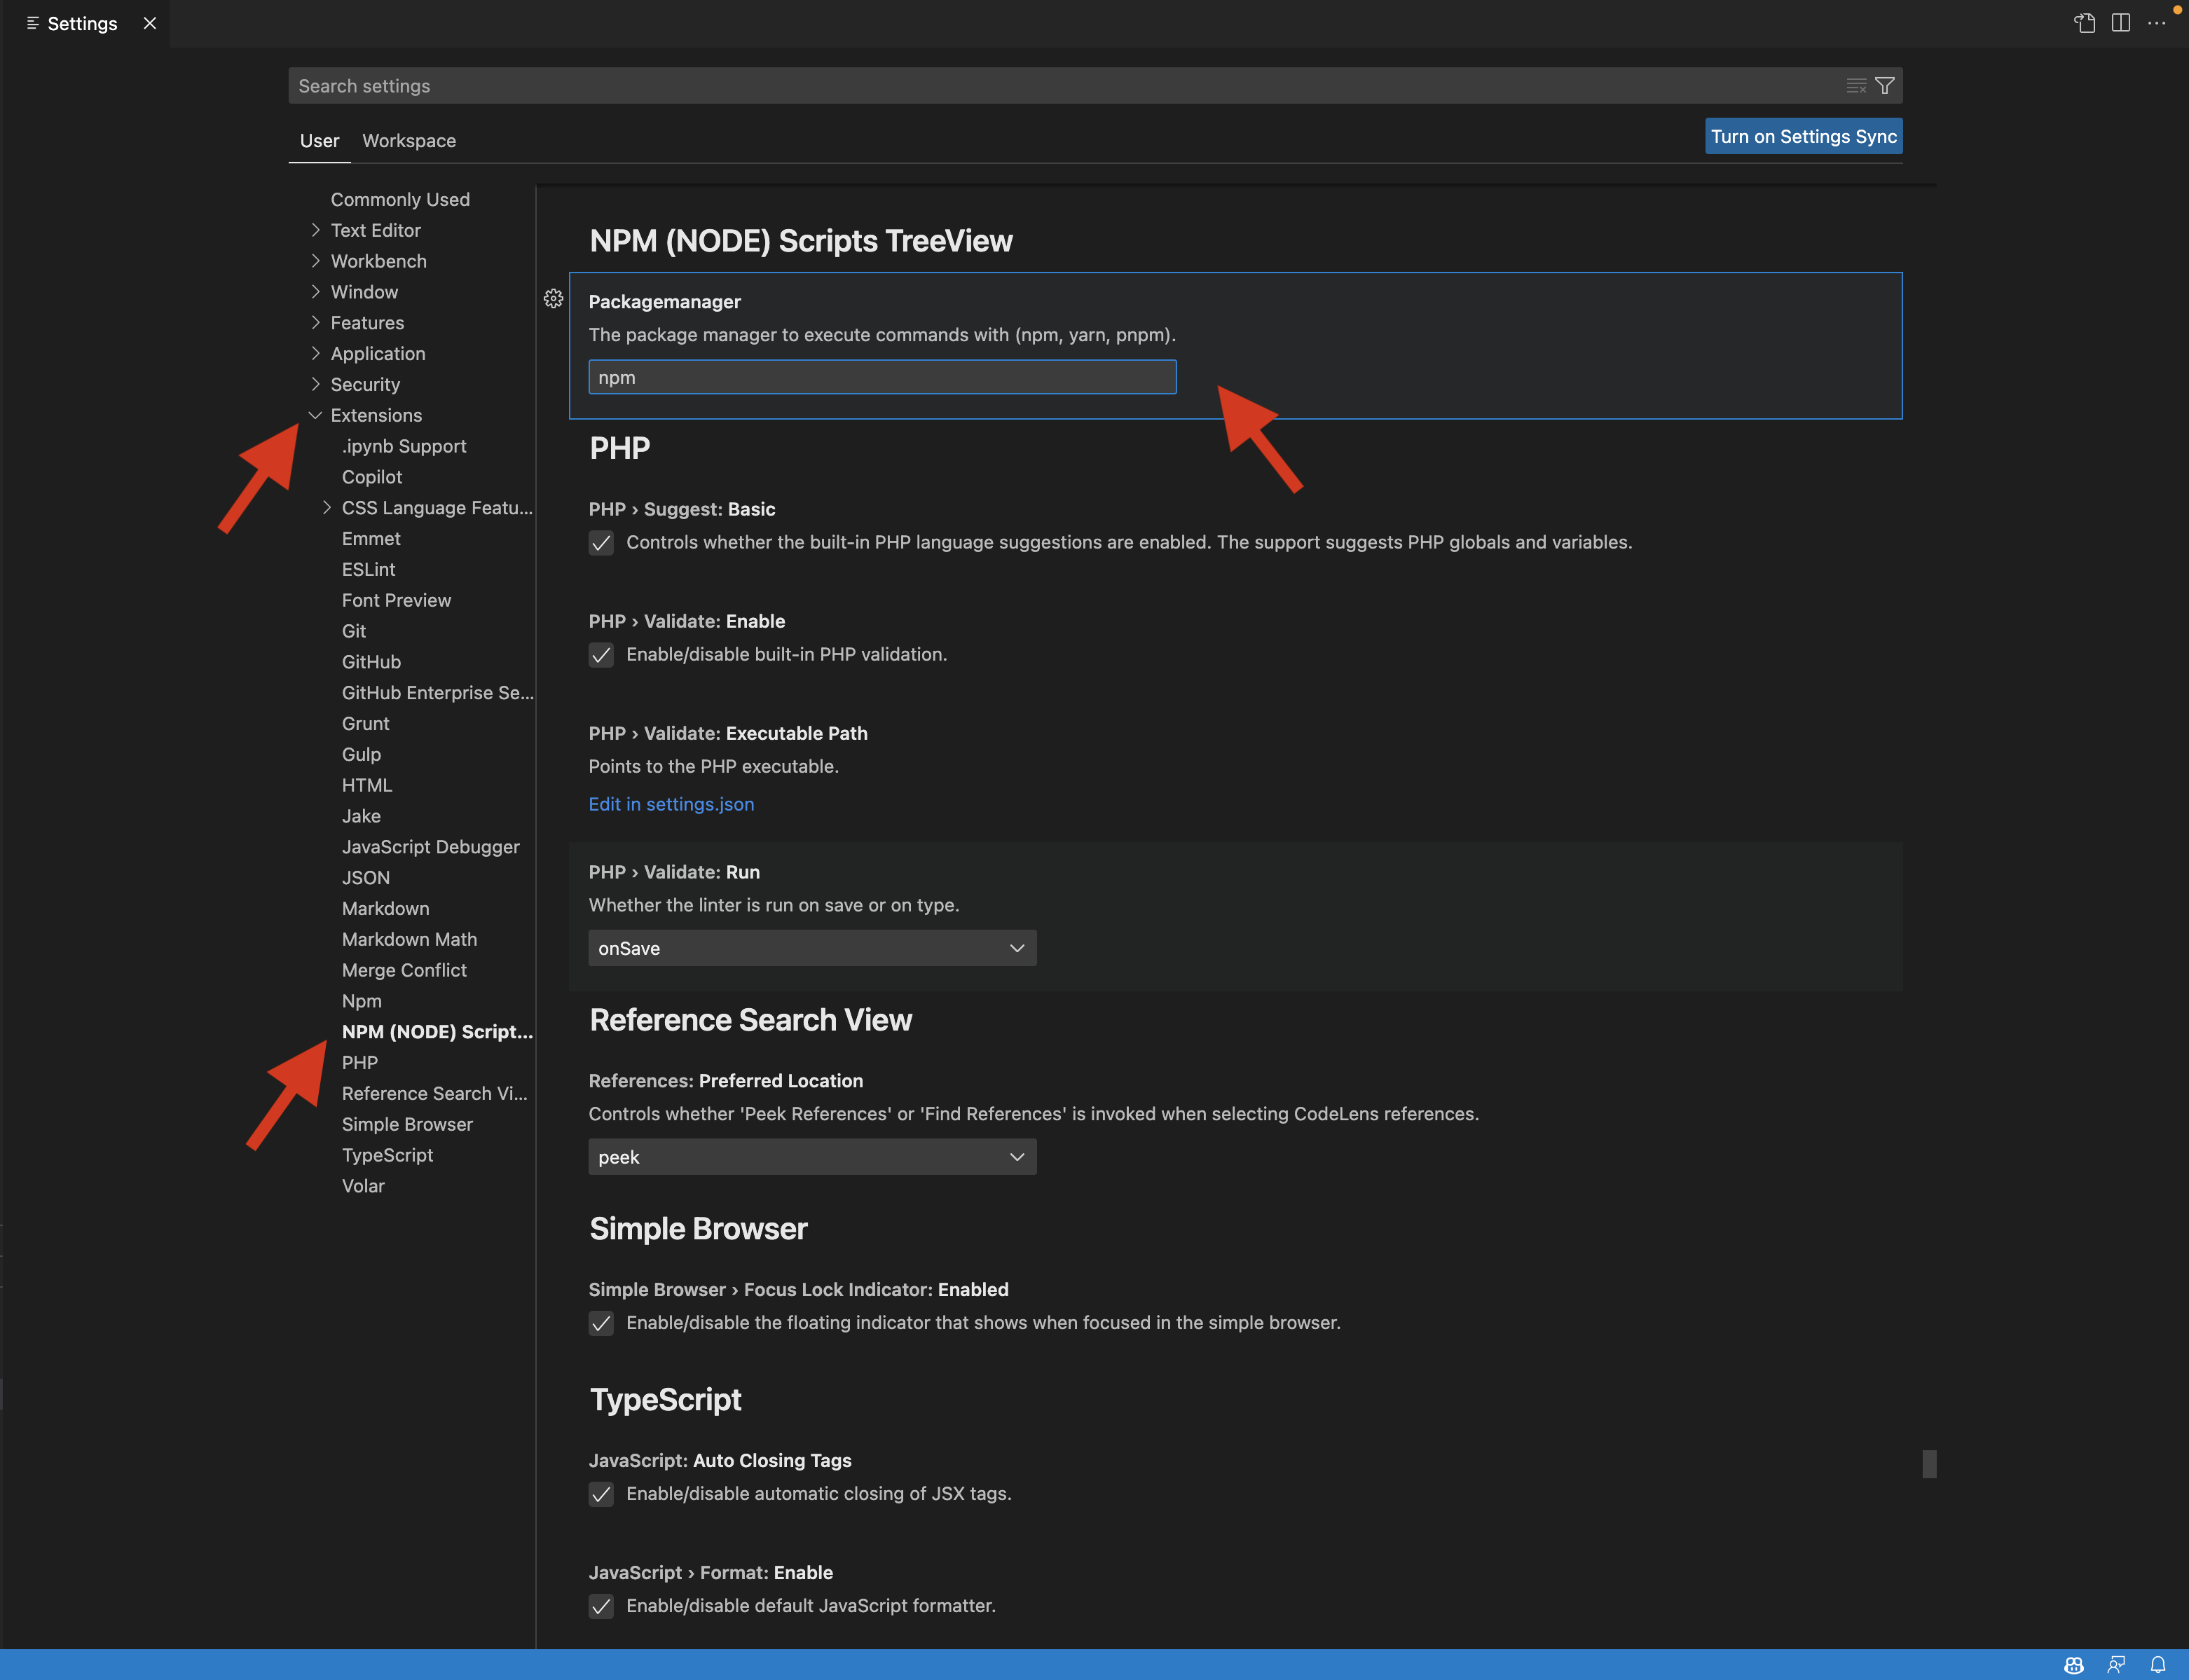 Settings
Search settings
User Workspace
Turn on Settings Sync
Commonly Used
Text Editor
Workbench
Window
Features
Application
Security
Extensions
.ipynb Support
Copilot
CSS Language Featu...
Emmet
ESLint
Font Preview
Git
GitHub
GitHub Enterprise Se...
Grunt
Gulp
HTML
Jake
JavaScript Debugger
JSON
Markdown
Markdown Math
Merge Conflict
Npm
NPM (NODE) Script...
PHP
Reference Search Vi...
Simple Browser
TypeScript
Volar
NPM (NODE) Scripts TreeView
Packagemanager
The package manager to execute commands with (npm, yarn, pnpm).
npm
PHP
PHP › Suggest: Basic
Controls whether the built-in PHP language suggestions are enabled. The support suggests PHP globals and variables.
PHP › Validate: Enable
Enable/disable built-in PHP validation.
PHP › Validate: Executable Path
Points to the PHP executable.
Edit in settings.json
PHP › Validate: Run
Whether the linter is run on save or on type.
onSave
Reference Search View
References: Preferred Location
Controls whether 'Peek References' or 'Find References' is invoked when selecting CodeLens references.
peek
Simple Browser
Simple Browser › Focus Lock Indicator: Enabled
Enable/disable the floating indicator that shows when focused in the simple browser.
TypeScript
JavaScript: Auto Closing Tags
Enable/disable automatic closing of JSX tags.
JavaScript › Format: Enable
Enable/disable default JavaScript formatter.